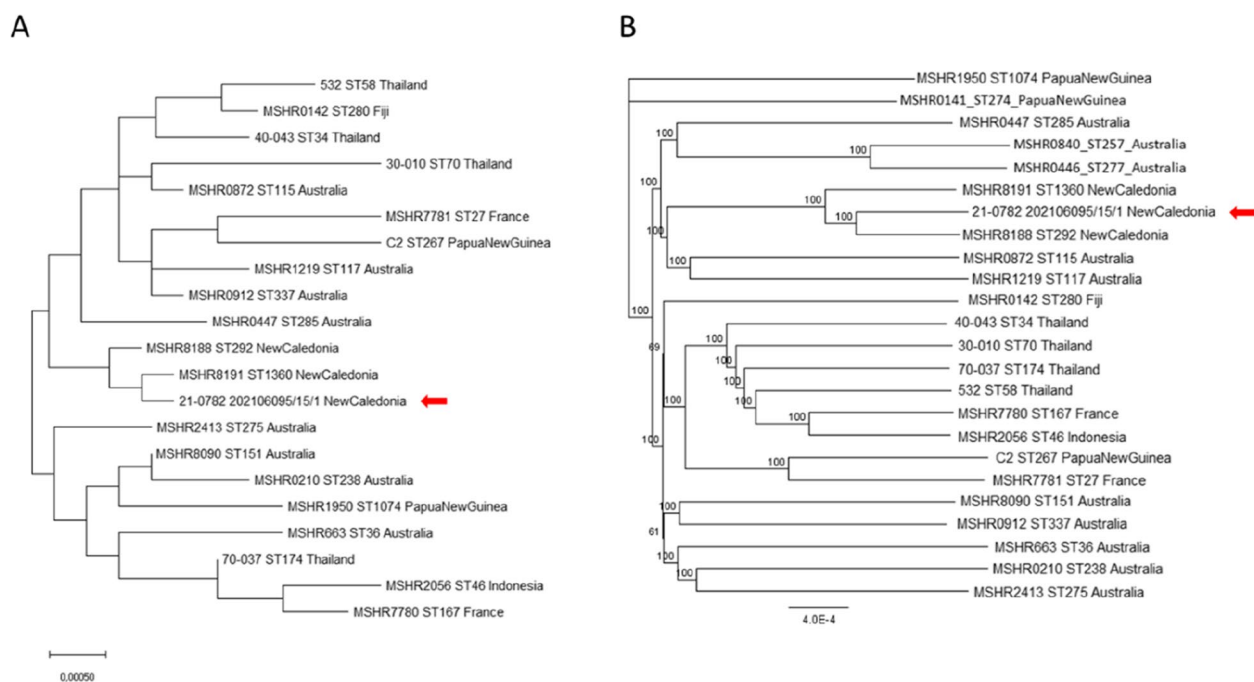 A
532 ST58 Thailand
MSHR0142 ST280 Fiji
40-043 ST34 Thailand
30-010 ST70 Thailand
MSHR0872 ST115 Australia
MSHR7781 ST27 France
C2 ST267 PapuaNewGuinea
MSHR1219 ST117 Australia
MSHR0912 ST337 Australia
MSHR0447 ST285 Australia
MSHR8188 ST292 NewCaledonia
MSHR8191 ST1360 NewCaledonia
21-0782 202106095/15/1 NewCaledonia
MSHR2413 ST275 Australia
MSHR8090 ST151 Australia
MSHR0210 ST238 Australia
MSHR1950 ST1074 PapuaNewGuinea
MSHR663 ST36 Australia
70-037 ST174 Thailand
MSHR2056 ST46 Indonesia
MSHR7780 ST167 France
0,00050
B
MSHR1950 ST1074 PapuaNewGuinea
MSHR0141_ST274_PapuaNewGuinea
100 MSHR0447 ST285 Australia
100 MSHR0840_ST257_Australia
MSHR0446_ST277_Australia
100
100 MSHR8191 ST1360 NewCaledonia
100 21-0782 202106095/15/1 NewCaledonia
MSHR8188 ST292 NewCaledonia
100
100 MSHR0872 ST115 Australia
MSHR1219 ST117 Australia
MSHR0142 ST280 Fiji
100 40-043 ST34 Thailand
69
100 30-010 ST70 Thailand
100 70-037 ST174 Thailand
100 532 ST58 Thailand
100 MSHR7780 ST167 France
MSHR2056 ST46 Indonesia
100
100
100 C2 ST267 PapuaNewGuinea
MSHR7781 ST27 France
100 MSHR8090 ST151 Australia
MSHR0912 ST337 Australia
61
MSHR663 ST36 Australia
100
100 MSHR0210 ST238 Australia
MSHR2413 ST275 Australia
4.0E-4